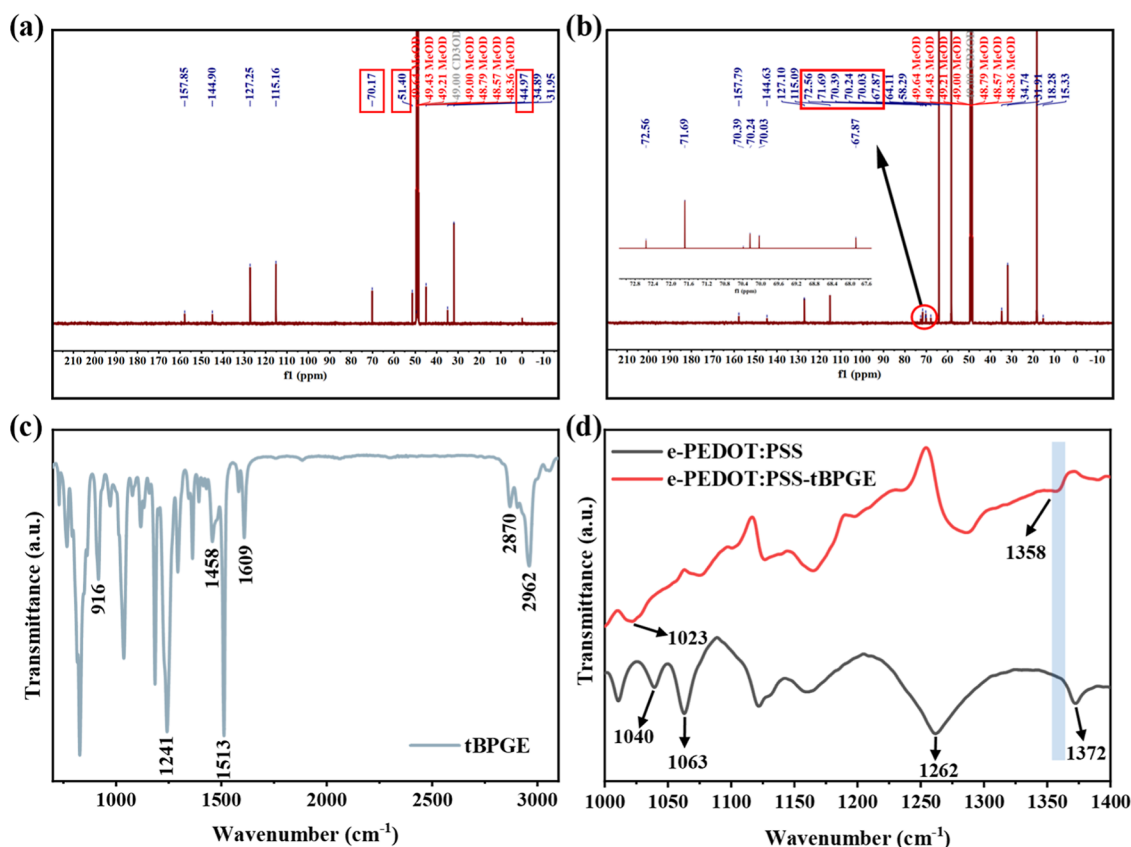 (a)
−157.85
−144.90
−127.25
−115.16
−70.17
51.40
49.43 MeOD
49.21 MeOD
49.00 CD3OD
49.00 MeOD
48.79 MeOD
48.57 MeOD
48.36 MeOD
44.97
34.89
31.95
210 200 190 180 170 160 150 140 130 120 110 100 90 80 70 60 50 40 30 20 10 0 -10
f1 (ppm)
(b)
−157.79
−144.63
127.10
115.09
72.56
71.69
70.39
70.24
70.03
67.87
64.11
58.29
49.64 MeOD
49.43 MeOD
49.21 MeOD
49.00 MeOD
48.79 MeOD
48.57 MeOD
48.36 MeOD
34.74
31.91
18.28
15.33
−72.56
−71.69
70.39
70.24
70.03
−67.87
72.8 72.4 72.0 71.6 71.2 70.8 70.4 70.0 69.6 69.2 68.8 68.4 68.0 67.6
f1 (ppm)
210 200 190 180 170 160 150 140 130 120 110 100 90 80 70 60 50 40 30 20 10 0 -10
f1 (ppm)
(c)
Transmittance (a.u.)
916
1241
1513
1458
1609
2870
2962
tBPGE
1000 1500 2000 2500 3000
Wavenumber (cm-1)
(d)
Transmittance (a.u.)
e-PEDOT:PSS
e-PEDOT:PSS-tBPGE
1358
1023
1040
1063
1262
1372
1000 1050 1100 1150 1200 1250 1300 1350 1400
Wavenumber (cm-1)